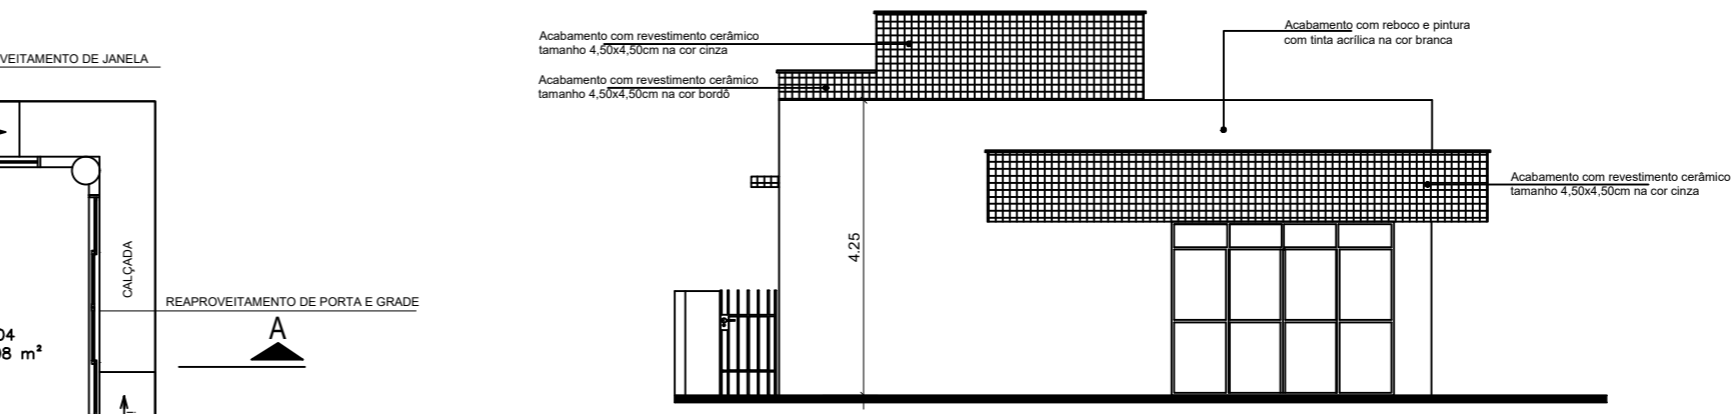 VEITAMENTO DE JANELA
CALÇADA
REAPROVEITAMENTO DE PORTA E GRADE
A
04
98 m²
Acabamento com revestimento cerâmico
tamanho 4,50x4,50cm na cor cinza
Acabamento com revestimento cerâmico
tamanho 4,50x4,50cm na cor bordô
Acabamento com reboco e pintura
com tinta acrílica na cor branca
Acabamento com revestimento cerâmico
tamanho 4,50x4,50cm na cor cinza
4.25